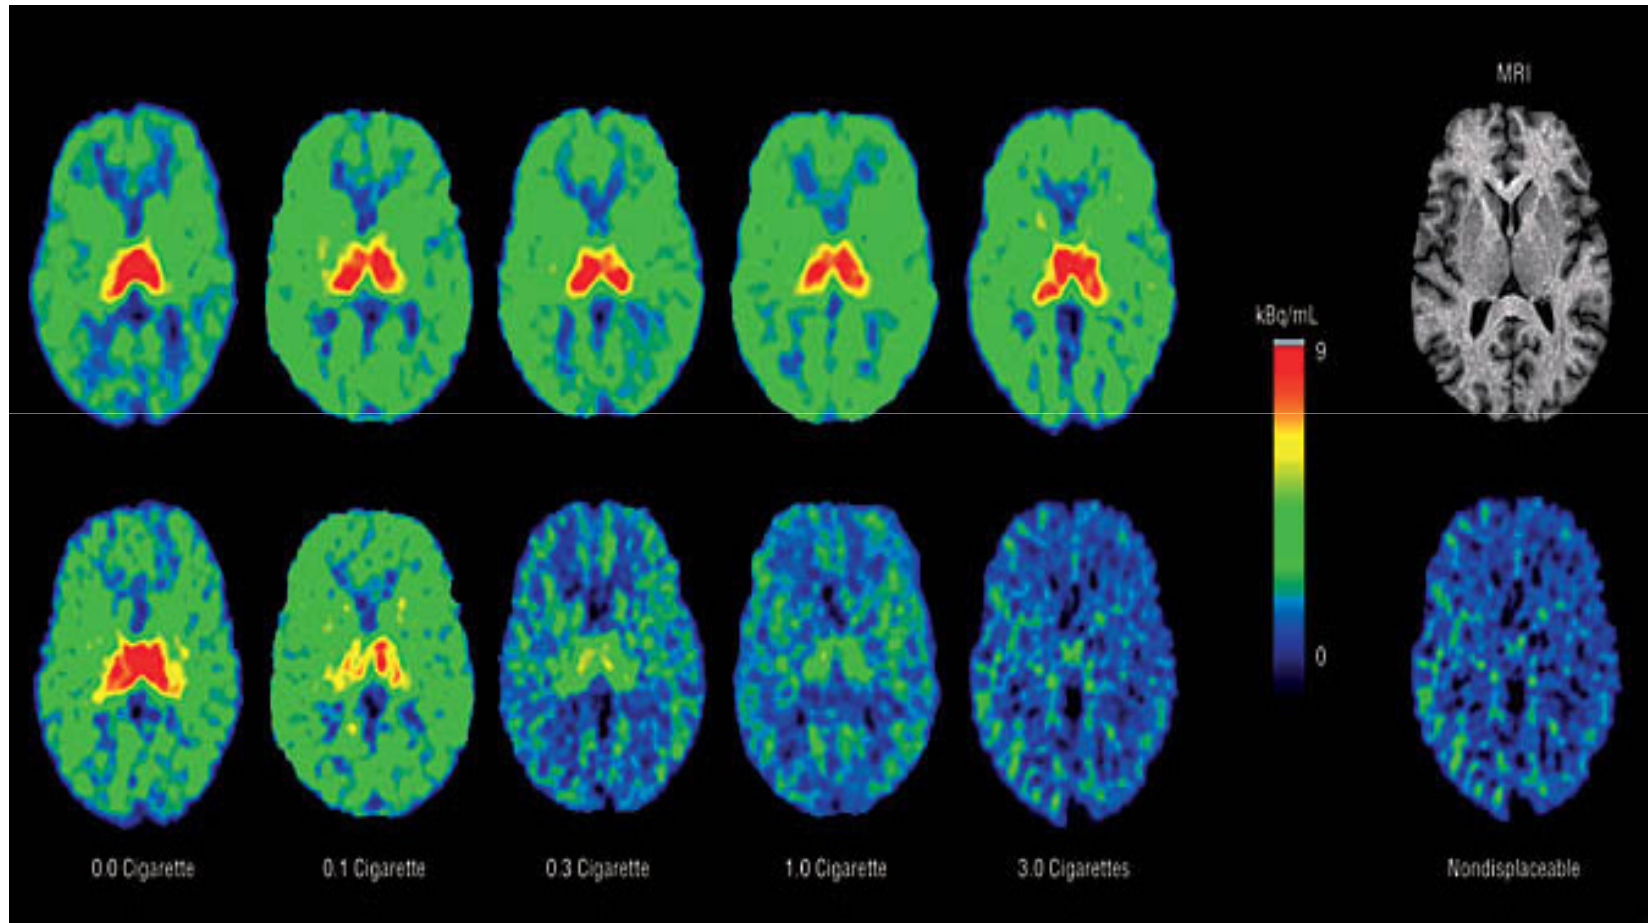 MRI
kBq/mL
9
0
0.0 Cigarette
0.1 Cigarette
0.3 Cigarette
1.0 Cigarette
3.0 Cigarettes
Nondisplaceable